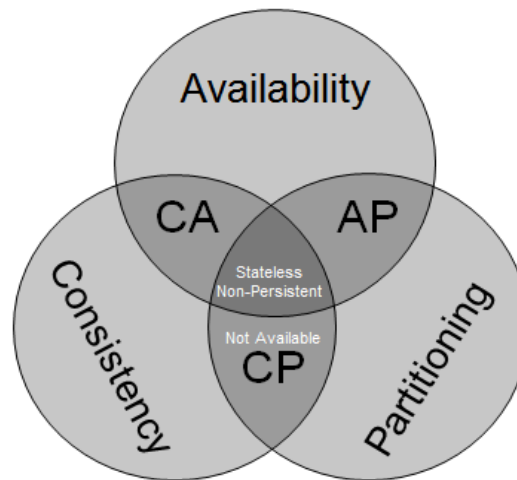 Availability
CA
AP
Stateless
Non-Persistent
Not Available
CP
Consistency
Partitioning